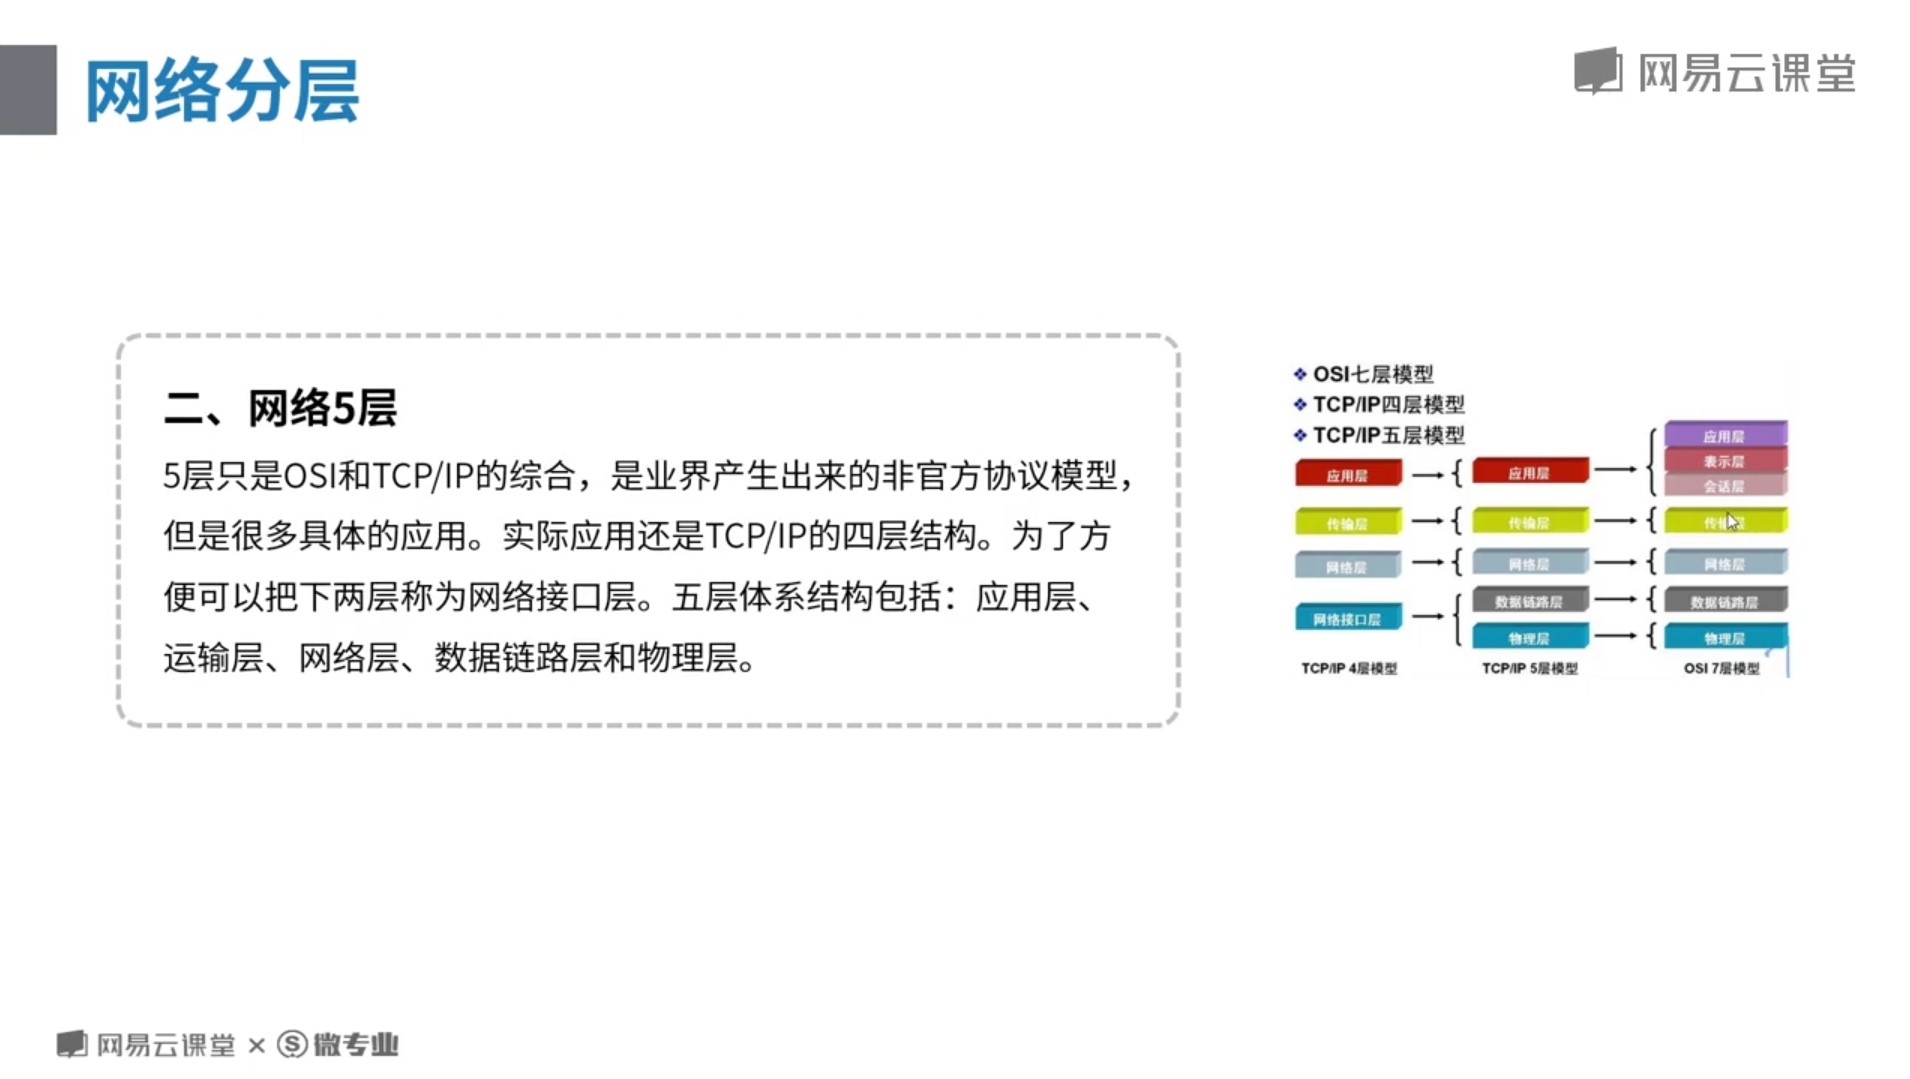 网络分层
网易云课堂
二、网络5层
5层只是OSI和TCP/IP的综合，是业界产生出来的非官方协议模型，
但是很多具体的应用。实际应用还是TCP/IP的四层结构。为了方
便可以把下两层称为网络接口层。五层体系结构包括：应用层、
运输层、网络层、数据链路层和物理层。
OSI七层模型
TCP/IP四层模型
TCP/IP五层模型
应用层
传输层
网络层
网络接口层
TCP/IP 4层模型
应用层
传输层
网络层
数据链路层
物理层
TCP/IP 5层模型
应用层
表示层
会话层
传输层
网络层
数据链路层
物理层
OSI 7层模型
网易云课堂 × 微专业